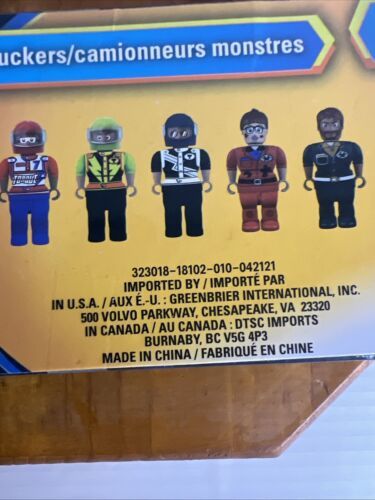 uckers/camionneurs monstres
323018-18102-010-042121
IMPORTED BY / IMPORTÉ PAR
IN U.S.A. / AUX É.-U. : GREENBRIER INTERNATIONAL, INC.
500 VOLVO PARKWAY, CHESAPEAKE, VA 23320
IN CANADA / AU CANADA : DTSC IMPORTS
BURNABY, BC V5G 4P3
MADE IN CHINA / FABRIQUÉ EN CHINE